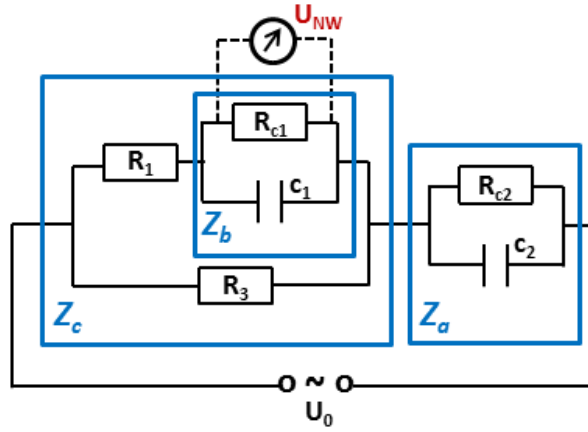 U_NW
R_c1
R_1
c_1
Z_b
R_c2
c_2
R_3
Z_c
Z_a
~
U_0